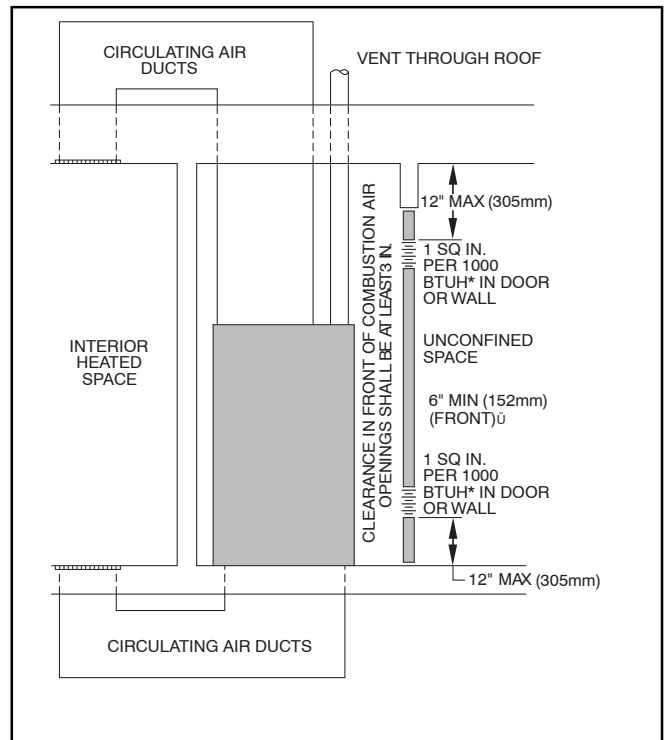 CIRCULATING AIR
DUCTS
VENT THROUGH ROOF
12" MAX (305mm)
1 SQ IN.
PER 1000
BTUH* IN DOOR
OR WALL
CLEARANCE IN FRONT OF COMBUSTION AIR
OPENINGS SHALL BE AT LEAST 3 IN.
INTERIOR
HEATED
SPACE
UNCONFINED
SPACE
6" MIN (152mm)
(FRONT)Ü
1 SQ IN.
PER 1000
BTUH* IN DOOR
OR WALL
12" MAX (305mm)
CIRCULATING AIR DUCTS